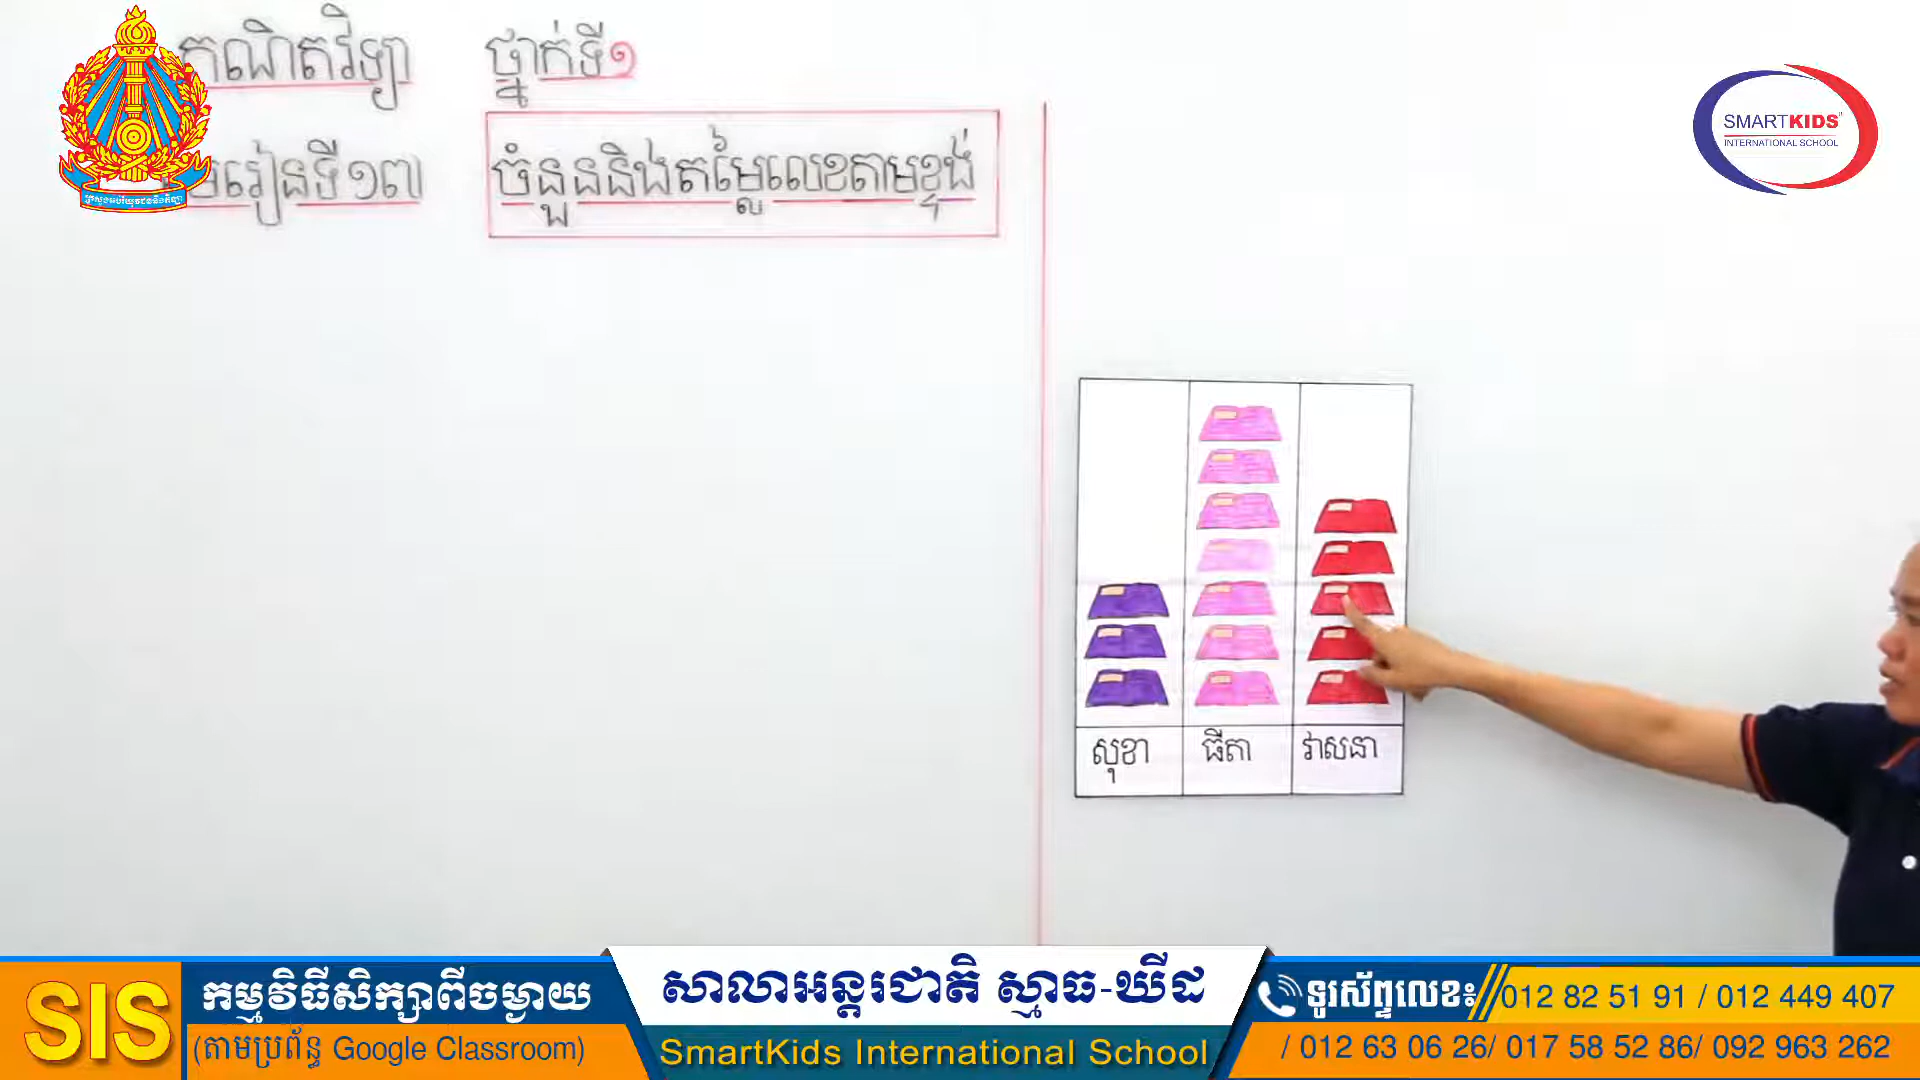 គណិតវិទ្យា ថ្នាក់ទី១
មេរៀនទី១៧ ចំនួននិងតម្លៃលេខតាមខ្ទង់
SMARTKIDS
INTERNATIONAL SCHOOL
សុខា ធីតា វាសនា
SIS
កម្មវិធីសិក្សាពីចម្ងាយ
(តាមប្រព័ន្ធ Google Classroom)
សាលាអន្តរជាតិ ស្មាធ-ឃីដ
SmartKids International School
ទូរស័ព្ទលេខ៖ 012 82 51 91 / 012 449 407
/ 012 63 06 26/ 017 58 52 86/ 092 963 262